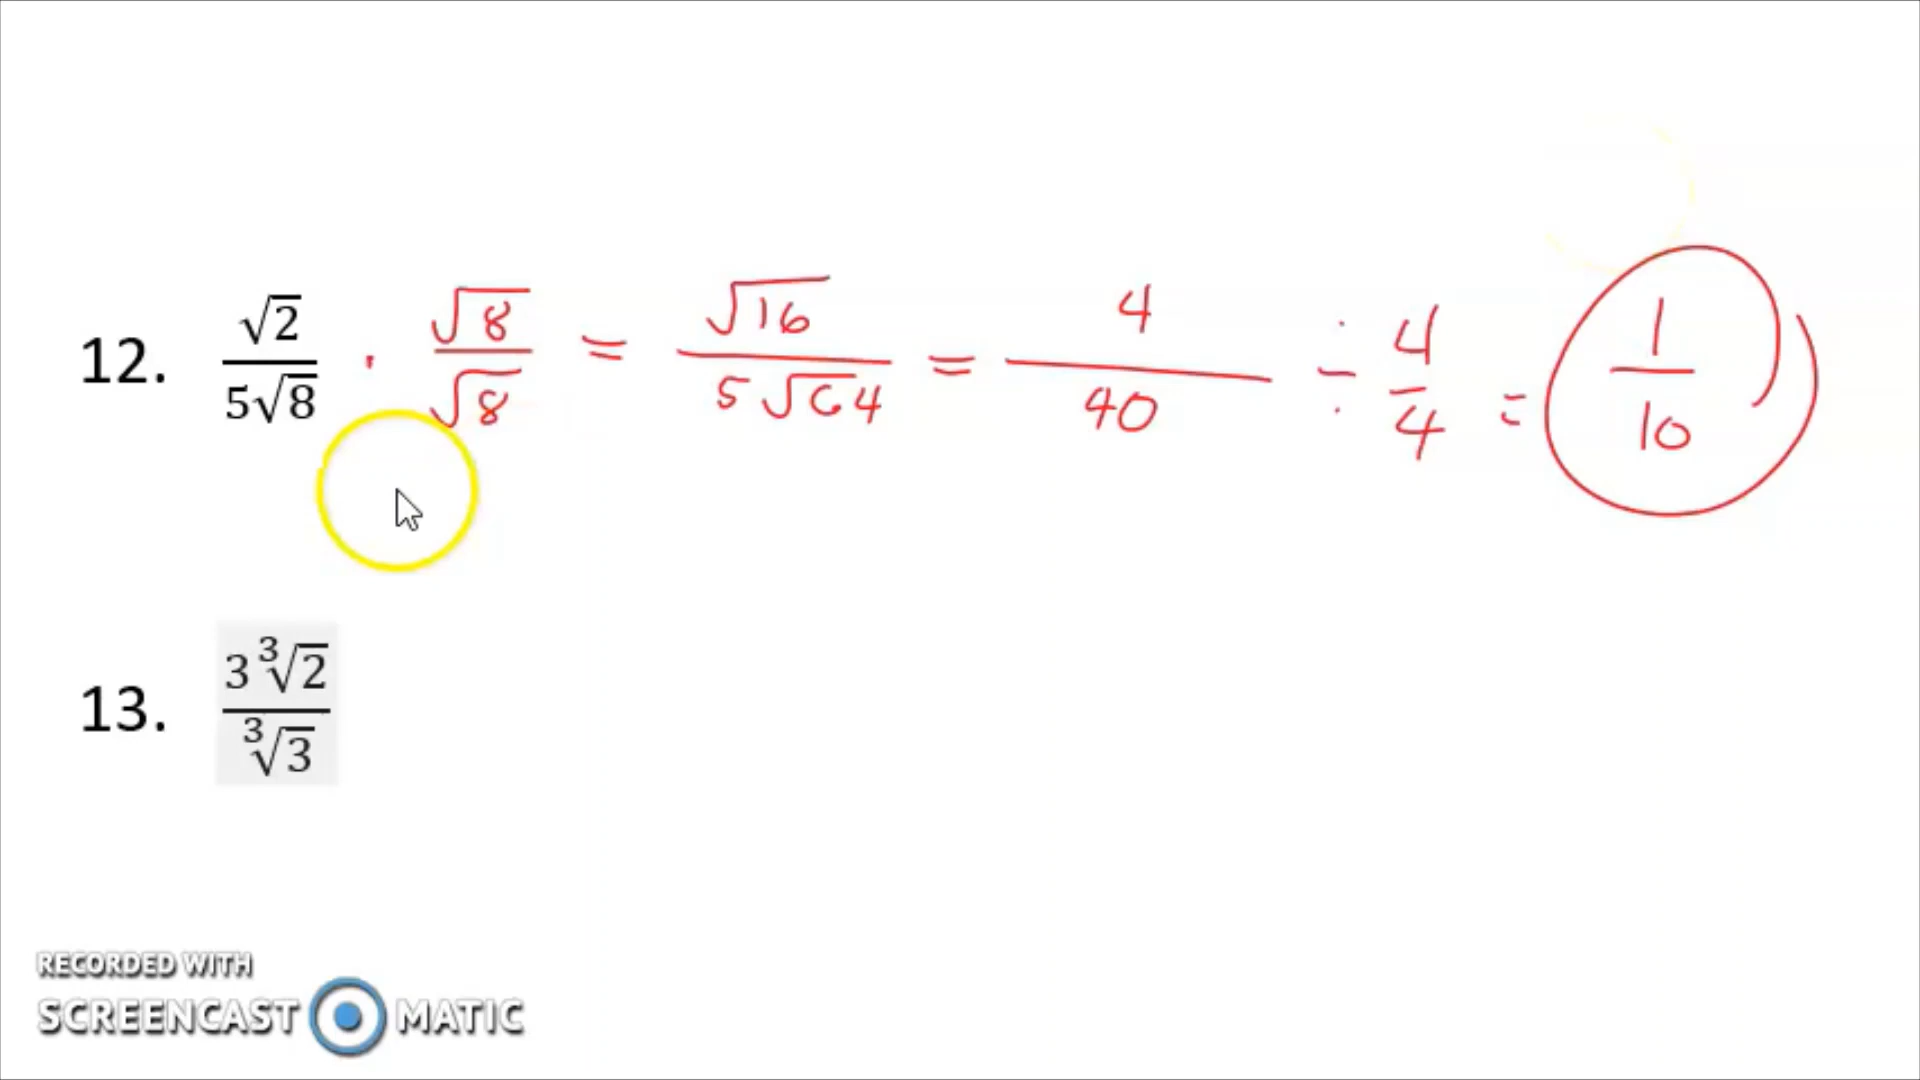 12. √2/5√8 · √8/√8 = √16/5√64 = 4/40 ÷ 4/4 = 1/10
13. 3∛2/∛3
RECORDED WITH
SCREENCAST MATIC